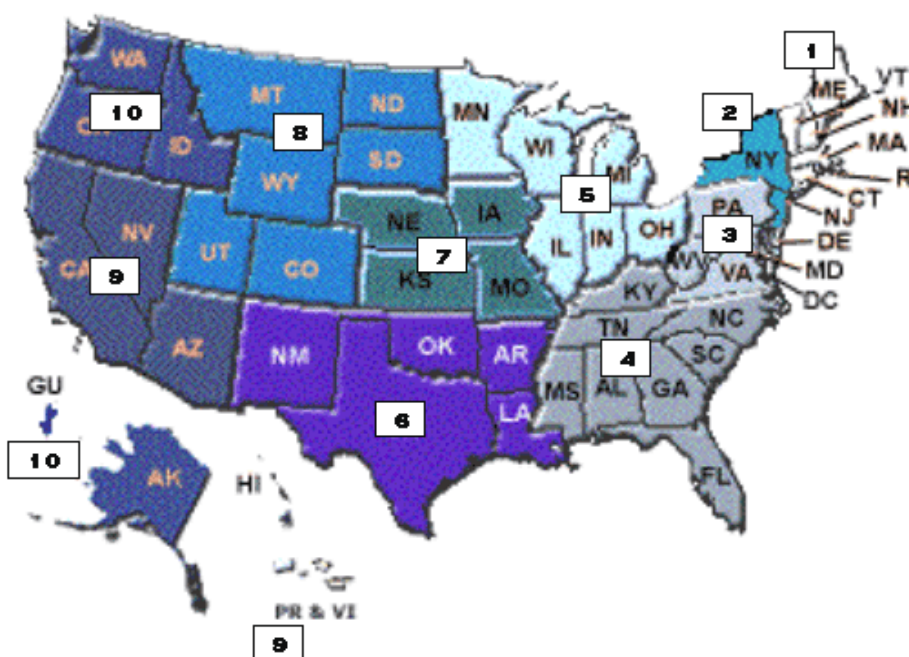 1
ME
VT
NH
WA
MT
ND
MN
10
8
2
MA
ID
SD
WI
MI
NY
R
WY
5
CT
NE
IA
PA
NJ
NV
7
IL
IN
OH
3
DE
UT
CO
KS
MO
WV
VA
MD
CA
9
KY
DC
NM
OK
AR
TN
NC
AZ
4
SC
GU
MS
AL
GA
6
LA
10
AK
HI
FL
PR & VI
9